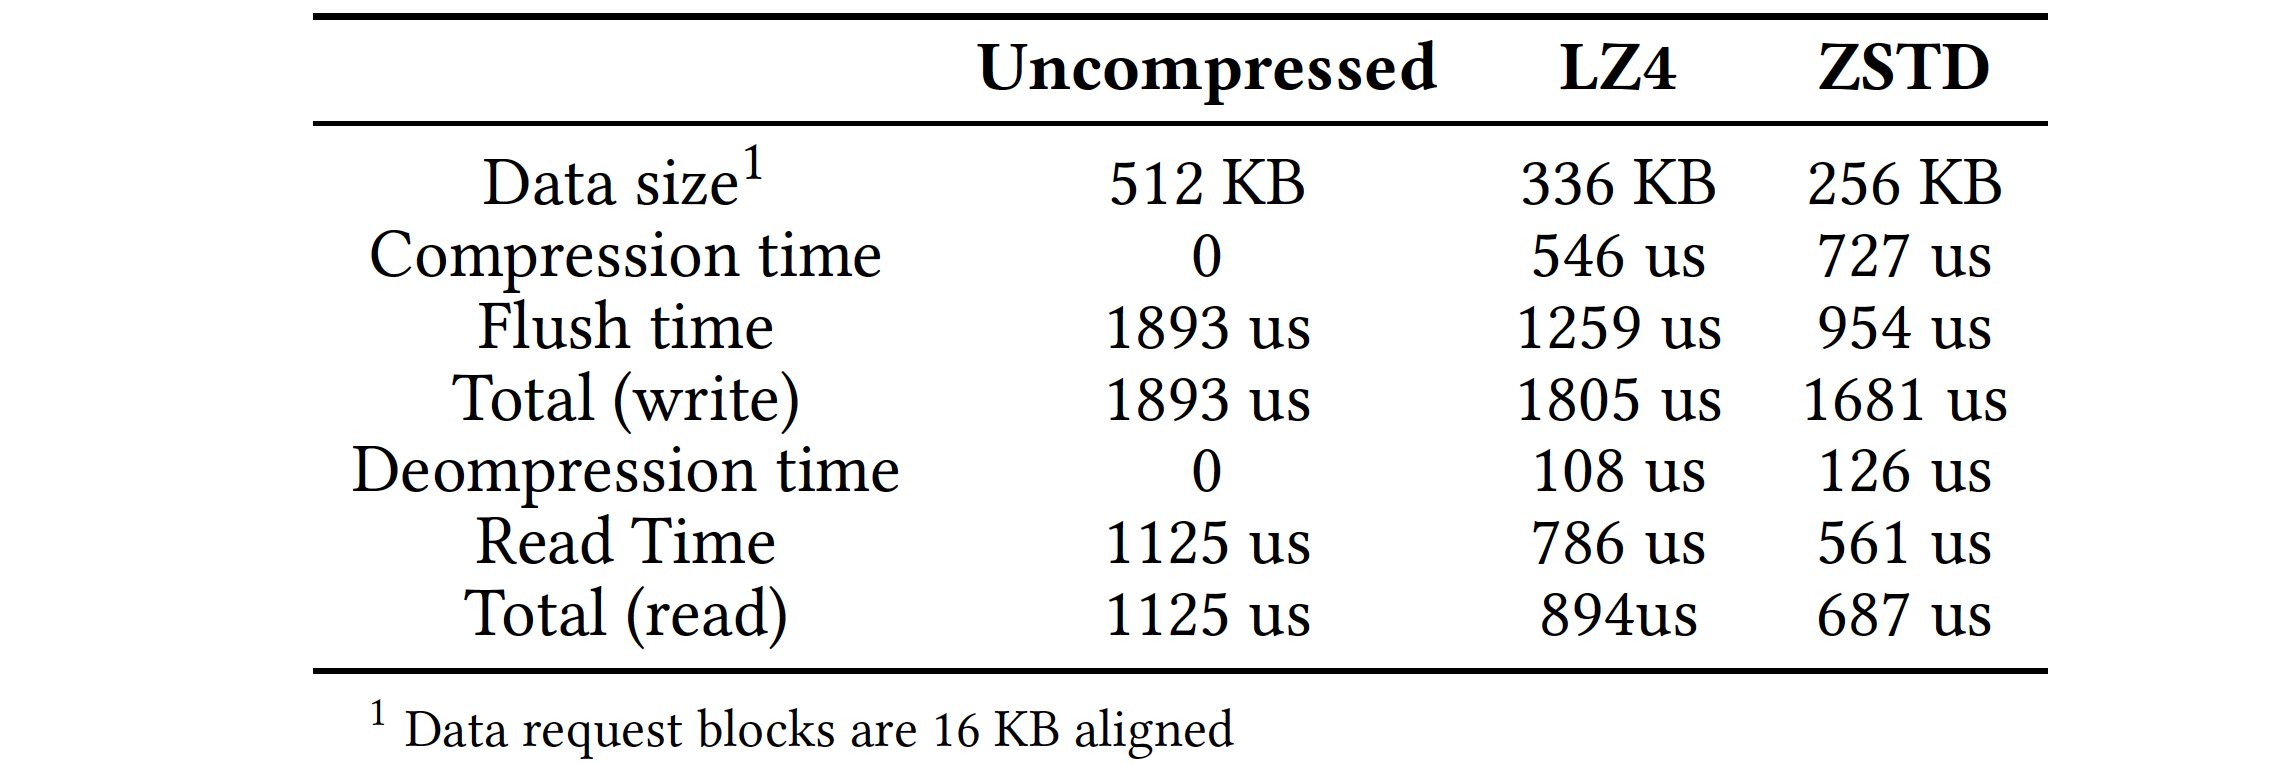 Uncompressed LZ4 ZSTD
Data size¹ 512 KB 336 KB 256 KB
Compression time 0 546 us 727 us
Flush time 1893 us 1259 us 954 us
Total (write) 1893 us 1805 us 1681 us
Deompression time 0 108 us 126 us
Read Time 1125 us 786 us 561 us
Total (read) 1125 us 894us 687 us
¹ Data request blocks are 16 KB aligned